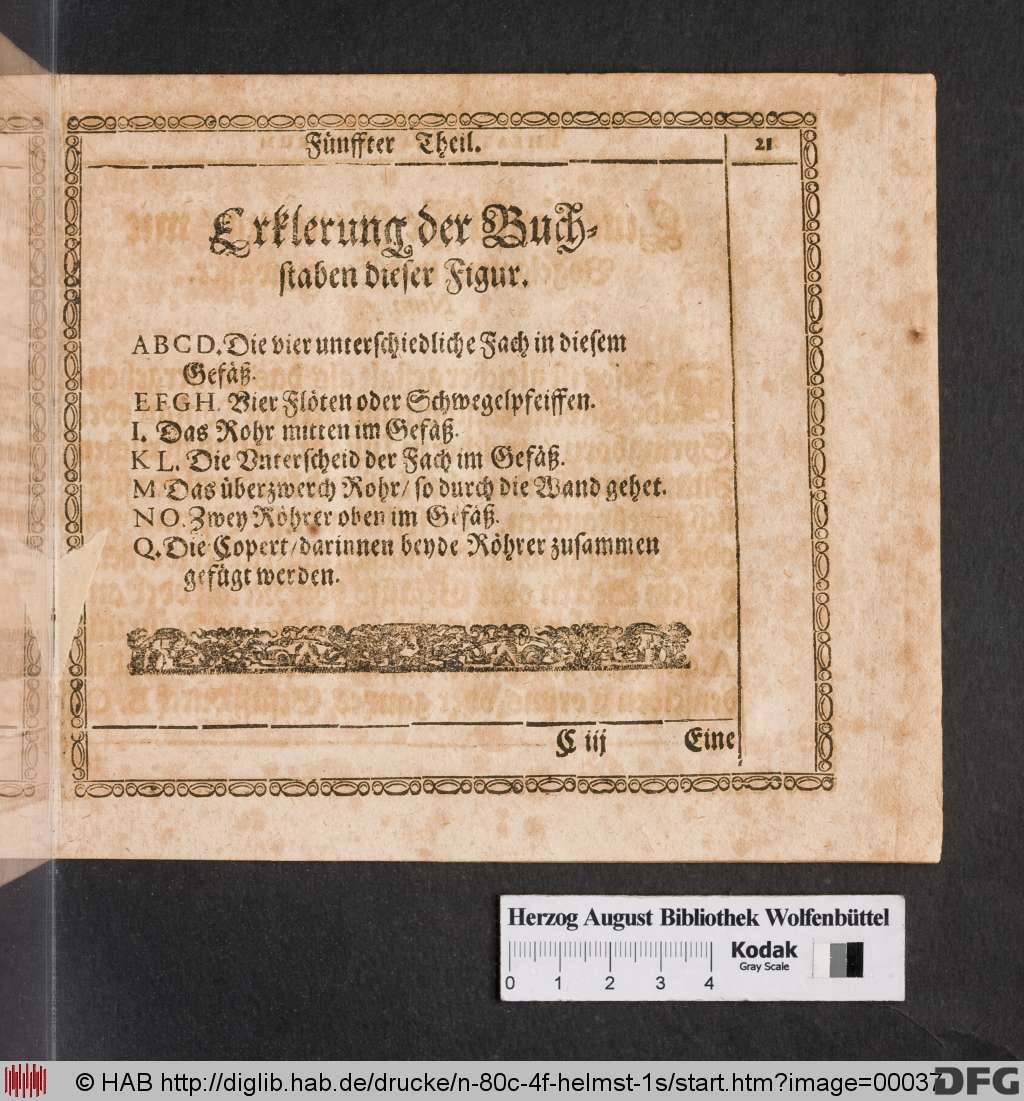 Fünffter Theil. 21
Erklerung der Buch-
staben dieser Figur.
A B C D. Die vier unterschiedliche Fach in diesem
Gefäß.
E F G H. Vier Flöten oder Schwegelpfeiffen.
I. Das Rohr mitten im Gefäß.
K L. Die Vnterscheid der Fach im Gefäß.
M Das überzwerch Rohr/ so durch die Wand gehet.
N O. Zwey Röhrer oben im Gefäß.
Q. Die Copert/ darinnen beyde Röhrer zusammen
gefügt werden.
C iij Eine
Herzog August Bibliothek Wolfenbüttel
Kodak
Gray Scale
0 1 2 3 4
© HAB http://diglib.hab.de/drucke/n-80c-4f-helmst-1s/start.htm?image=00037
DFG